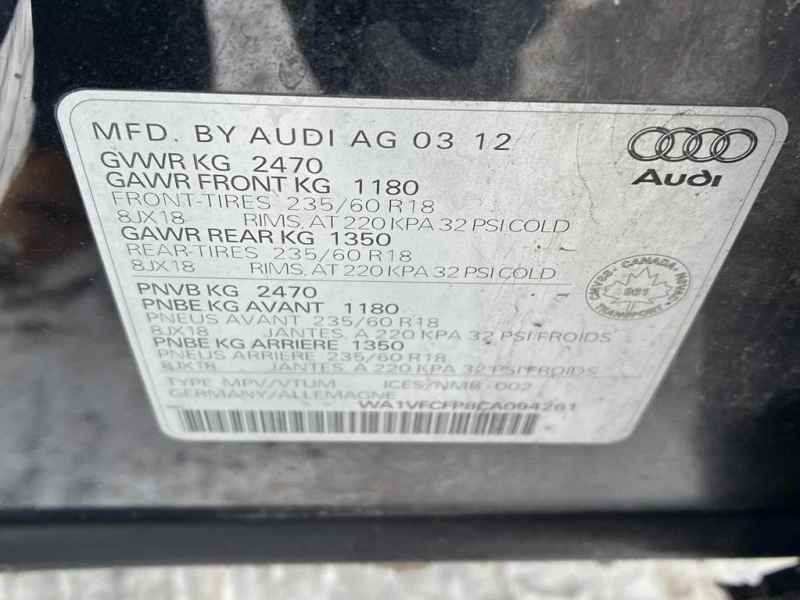 MFD. BY AUDI AG 03 12
Audi
GVWR KG 2470
GAWR FRONT KG 1180
FRONT-TIRES 235/60 R18
8JX18 RIMS, AT 220 KPA 32 PSI COLD
GAWR REAR KG 1350
REAR-TIRES 235/60 R18
8JX18 RIMS, AT 220 KPA 32 PSI COLD
CANADA
TRANSPORT
PNVB KG 2470
PNBE KG AVANT 1180
PNEUS AVANT 235/60 R18
8JX18 JANTES, A 220 KPA 32 PSI FROIDS
PNBE KG ARRIERE 1350
PNEUS ARRIERE 235/60 R18
8JX18 JANTES, A 220 KPA 32 PSI FROIDS
TYPE MPV/VTUM ICES/NMB-002
GERMANY/ALLEMAGNE
WA1VFCFP8CA094261